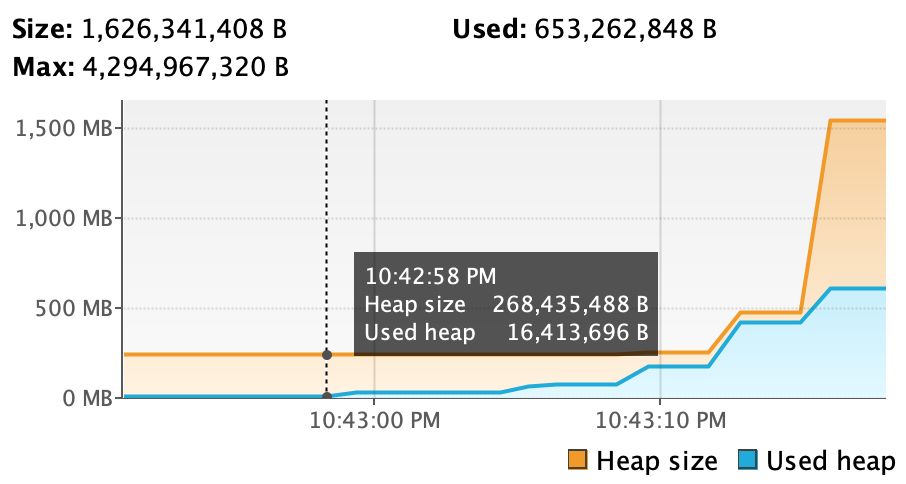 Size: 1,626,341,408 B Used: 653,262,848 B
Max: 4,294,967,320 B
1,500 MB
1,000 MB
500 MB
0 MB
10:42:58 PM
Heap size 268,435,488 B
Used heap 16,413,696 B
10:43:00 PM 10:43:10 PM
Heap size Used heap